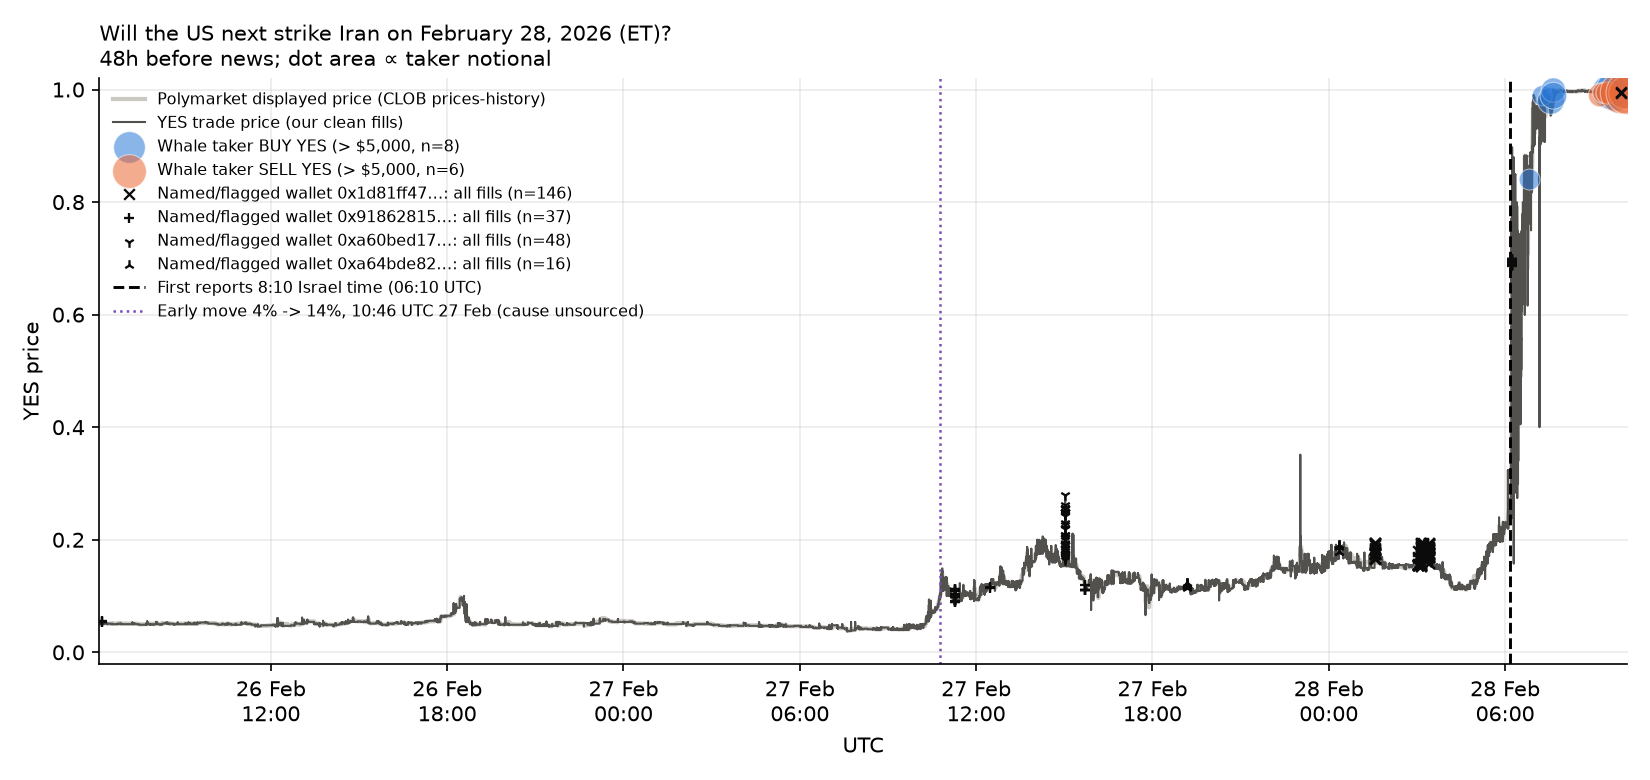 Will the US next strike Iran on February 28, 2026 (ET)?
48h before news; dot area ∝ taker notional
Polymarket displayed price (CLOB prices-history)
YES trade price (our clean fills)
Whale taker BUY YES (> $5,000, n=8)
Whale taker SELL YES (> $5,000, n=6)
Named/flagged wallet 0x1d81ff47...: all fills (n=146)
Named/flagged wallet 0x91862815...: all fills (n=37)
Named/flagged wallet 0xa60bed17...: all fills (n=48)
Named/flagged wallet 0xa64bde82...: all fills (n=16)
First reports 8:10 Israel time (06:10 UTC)
Early move 4% -> 14%, 10:46 UTC 27 Feb (cause unsourced)
YES price
1.0
0.8
0.6
0.4
0.2
0.0
26 Feb 12:00
26 Feb 18:00
27 Feb 00:00
27 Feb 06:00
27 Feb 12:00
27 Feb 18:00
28 Feb 00:00
28 Feb 06:00
UTC